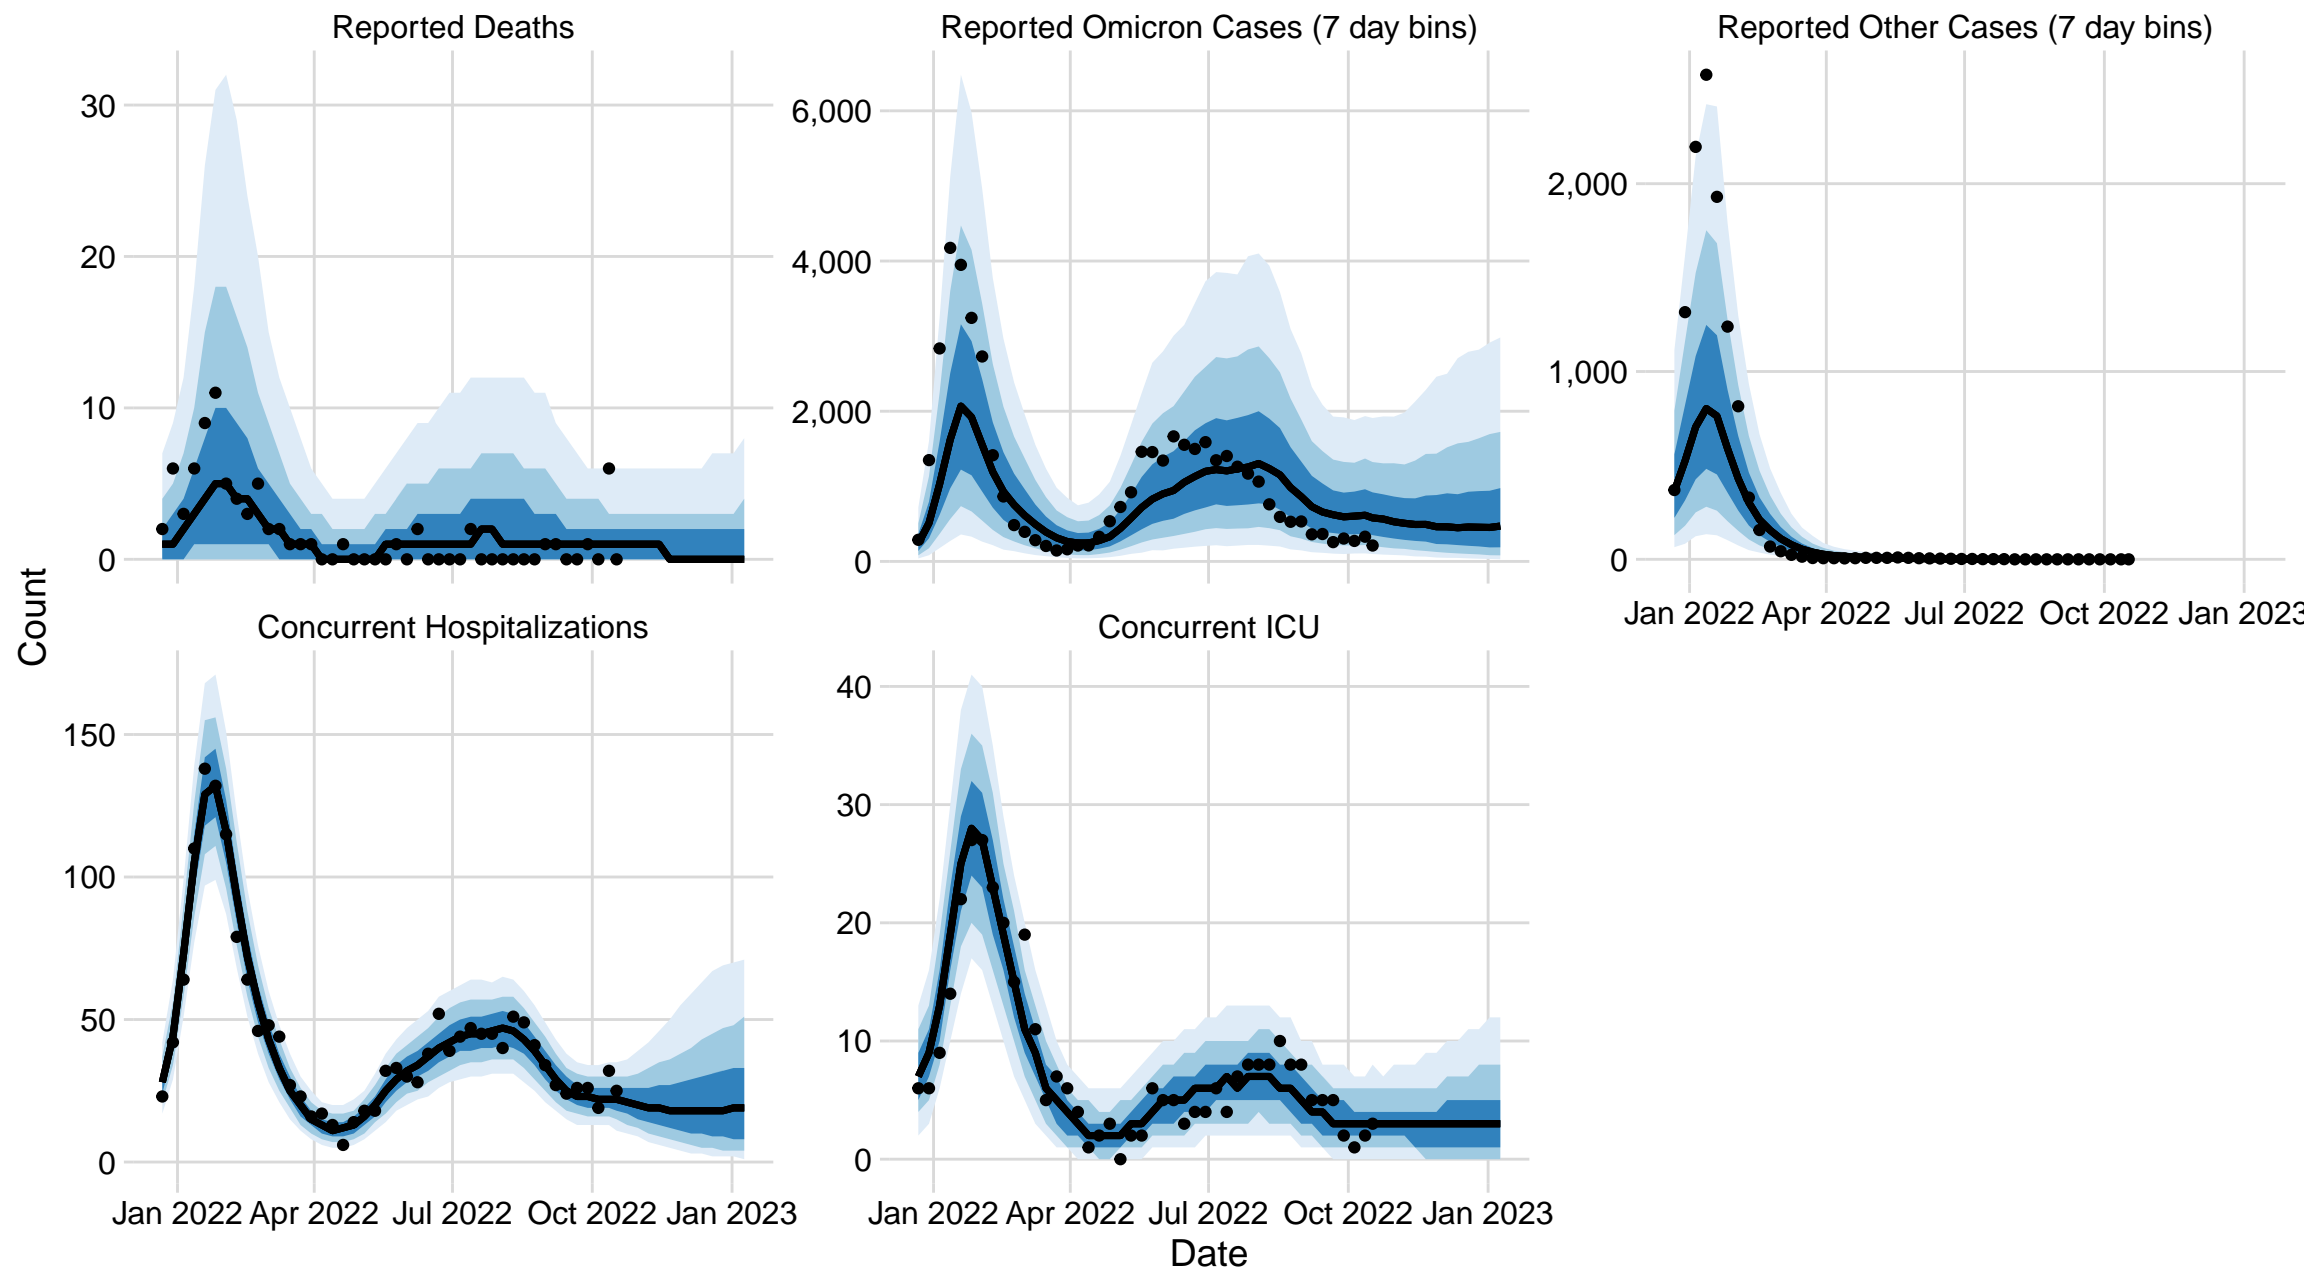 Reported Deaths
Reported Omicron Cases (7 day bins)
Reported Other Cases (7 day bins)
30
20
10
0
6,000
4,000
2,000
0
2,000
1,000
0
Jan 2022 Apr 2022 Jul 2022 Oct 2022 Jan 2023
Count
Concurrent Hospitalizations
Concurrent ICU
150
100
50
0
40
30
20
10
0
Jan 2022 Apr 2022 Jul 2022 Oct 2022 Jan 2023
Jan 2022 Apr 2022 Jul 2022 Oct 2022 Jan 2023
Date